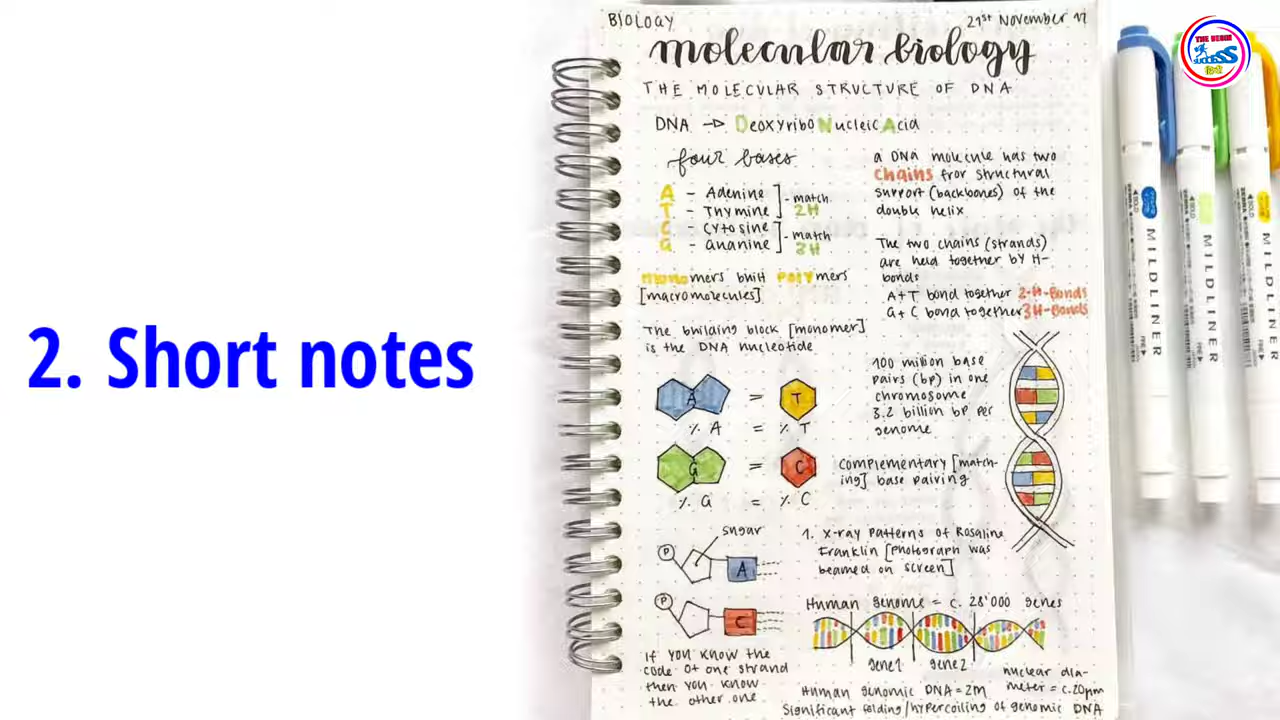 2. Short notes
BIOLOGY
21st November 17
molecular biology
THE MOLECULAR STRUCTURE OF DNA
DNA → DeoxyriboNucleic Acid
four bases
A - Adenine
T - Thymine
- match
2H
C - Cytosine
G - Guanine
- match
3H
MONOmers built POLYmers
[macromolecules]
The building block [monomer]
is the DNA nucleotide
a DNA molecule has two
chains fror structural
support (backbones) of the
double helix
The two chains (strands)
are held together by H-
bonds
A+T bond together 2-H-Bonds
G+C bond together 3H-Bonds
100 million base
pairs (bp) in one
chromosome
3.2 billion bp per
genome
A = T
% A = % T
G = C
% G = % C
complementary [match-
ing] base pairing
sugar
P
A
P
C
1. X-ray patterns of Rosaline
Franklin [photograph was
beamed on screen]
If you know the
code of one strand
then you know
the other one.
Human genome = c. 28'000 genes
gene1 gene2
nuclear dia-
meter = c.20µm
Human genomic DNA = 2m
Significant folding/hypercoiling of genomic DNA
MILDLINER
MILDLINER
MILDLINER
THE
SUCCESS